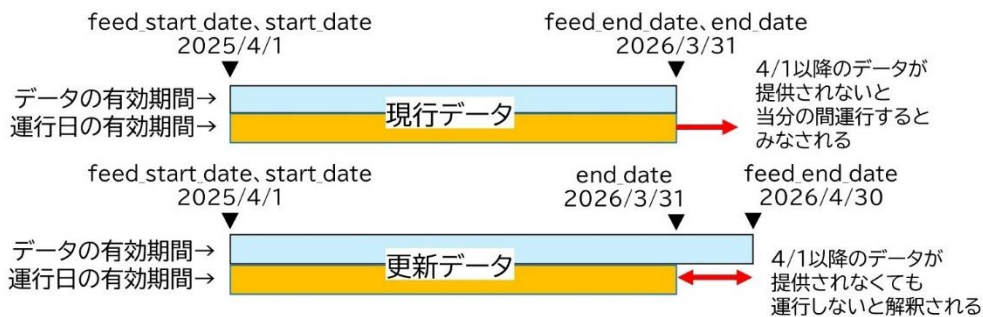 feed_start_date、start_date
2025/4/1
▼
feed_end_date、end_date
2026/3/31
▼
データの有効期間→
運行日の有効期間→
現行データ
4/1以降のデータが
提供されないと
当分の間運行すると
みなされる
feed_start_date、start_date
2025/4/1
▼
end_date
2026/3/31
▼
feed_end_date
2026/4/30
▼
データの有効期間→
運行日の有効期間→
更新データ
4/1以降のデータが
提供されなくても
運行しないと解釈される